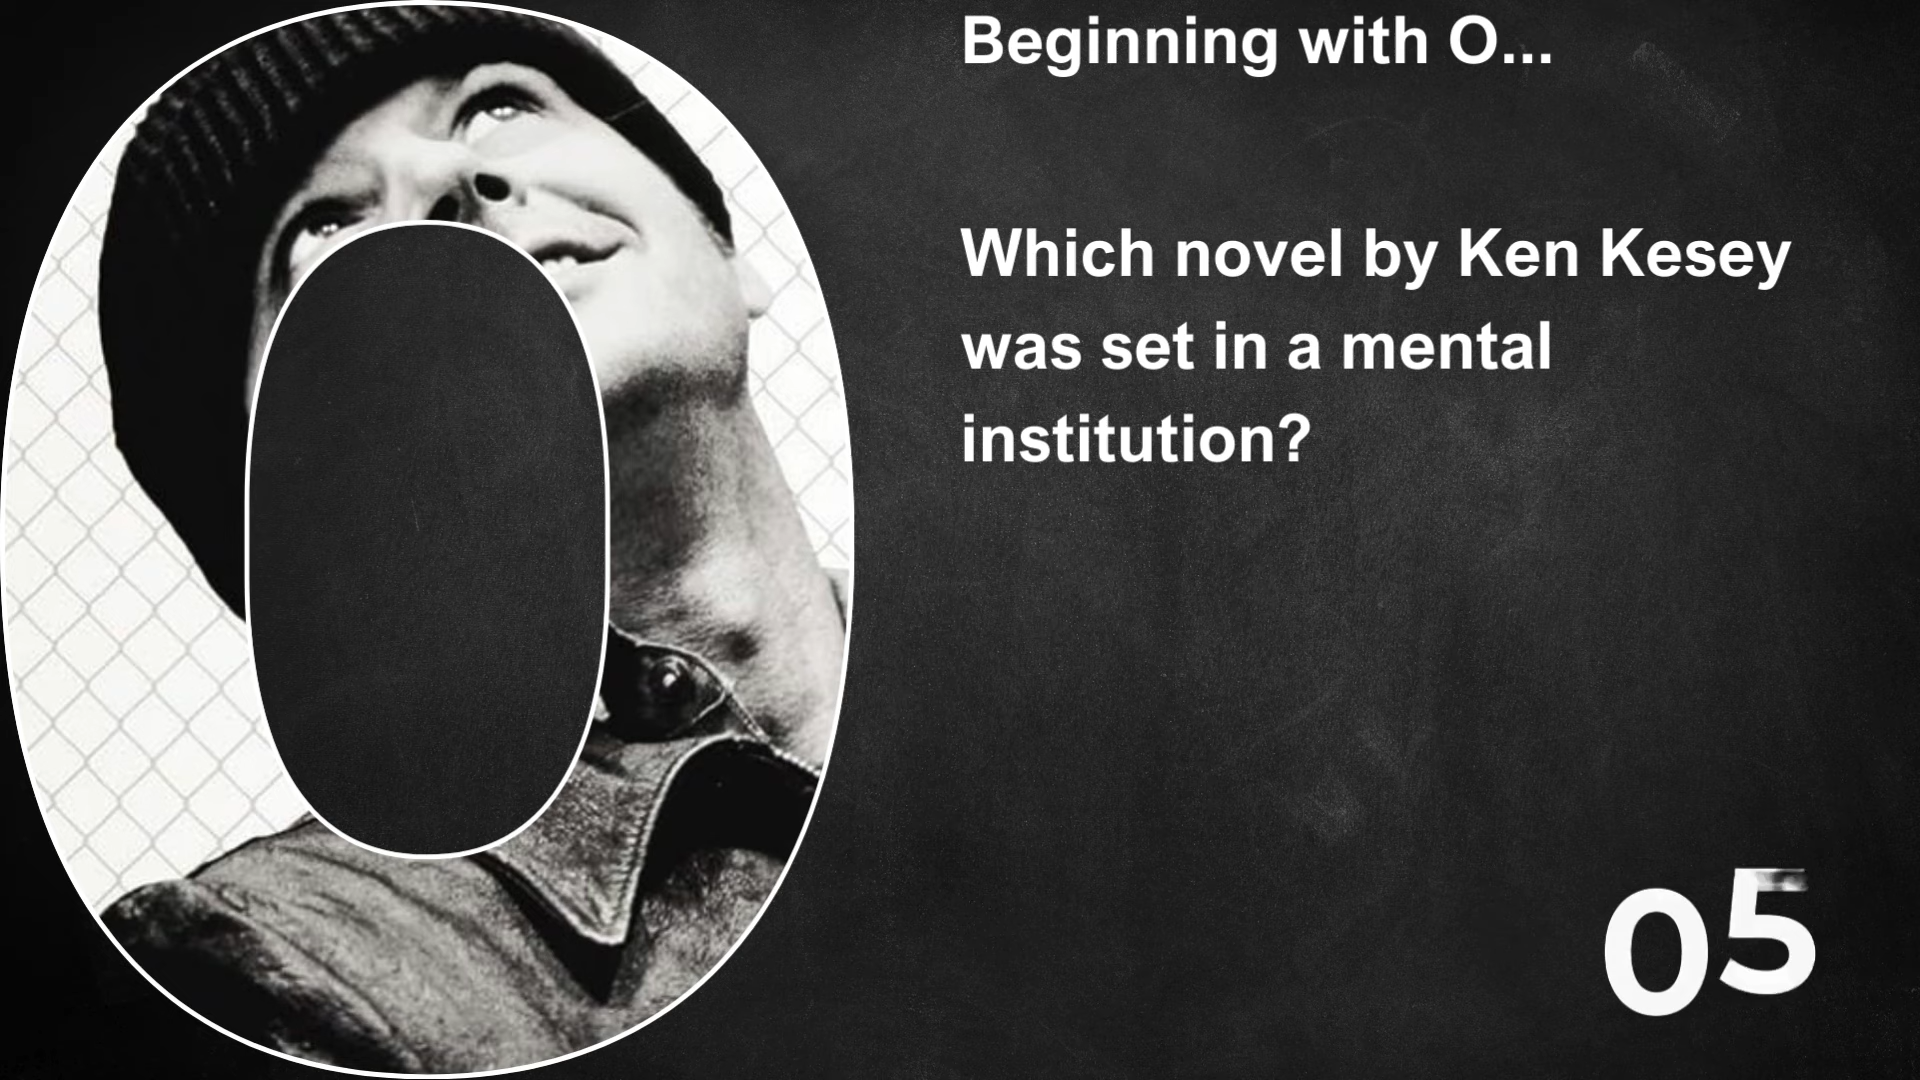 Beginning with O...
Which novel by Ken Kesey
was set in a mental
institution?
05